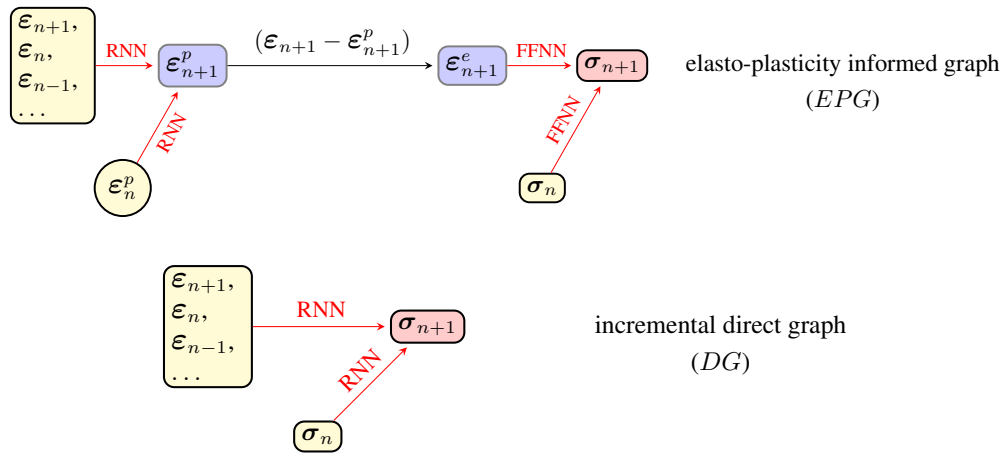 ε_{n+1},
ε_n,
ε_{n−1},
...
RNN
ε^p_{n+1}
(ε_{n+1} − ε^p_{n+1})
ε^e_{n+1}
FFNN
σ_{n+1}
elasto-plasticity informed graph
(EPG)
RNN
FFNN
ε^p_n
σ_n
ε_{n+1},
ε_n,
ε_{n−1},
...
RNN
σ_{n+1}
incremental direct graph
(DG)
RNN
σ_n